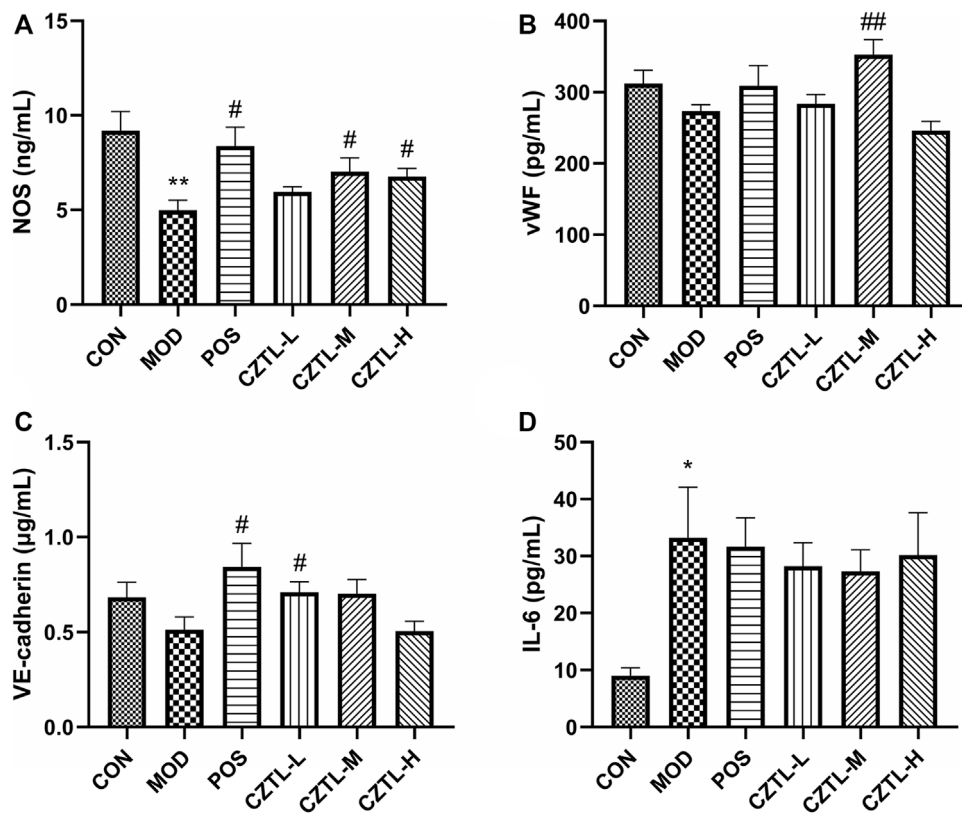 A
NOS (ng/mL)
15
10
5
0
**
#
#
#
CON
MOD
POS
CZTL-L
CZTL-M
CZTL-H
B
vWF (pg/mL)
400
300
200
100
0
##
CON
MOD
POS
CZTL-L
CZTL-M
CZTL-H
C
VE-cadherin (µg/mL)
1.5
1.0
0.5
0.0
#
#
CON
MOD
POS
CZTL-L
CZTL-M
CZTL-H
D
IL-6 (pg/mL)
50
40
30
20
10
0
*
CON
MOD
POS
CZTL-L
CZTL-M
CZTL-H